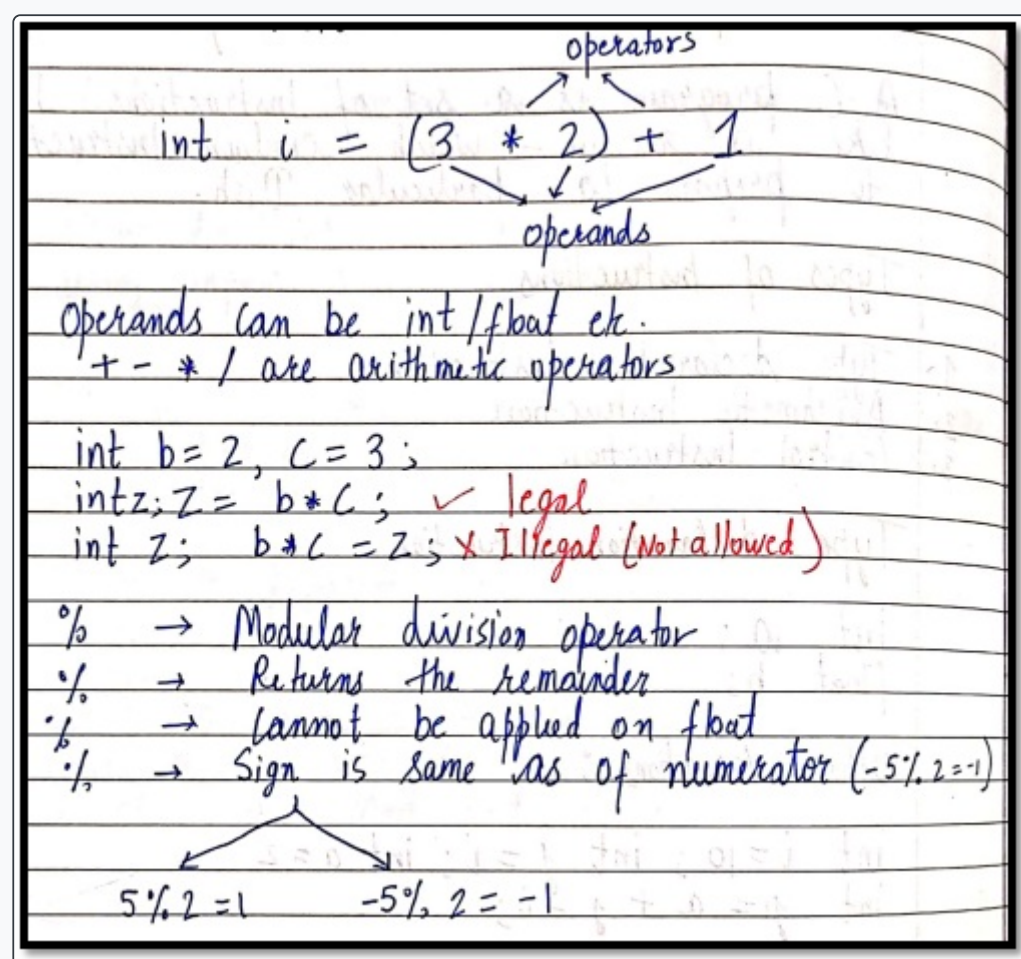 operators
int i = (3 * 2) + 1
operands
Operands can be int/float etc.
+ - * / are arithmetic operators
int b = 2, c = 3;
int z; z = b*c; ✓ legal
int z; b*c = z; X Illegal (Not allowed)
% → Modular division operator
% → Returns the remainder
% → Cannot be applied on float
% → Sign is same as of numerator (-5% 2 = -1)
5% 2 = 1 -5% 2 = -1